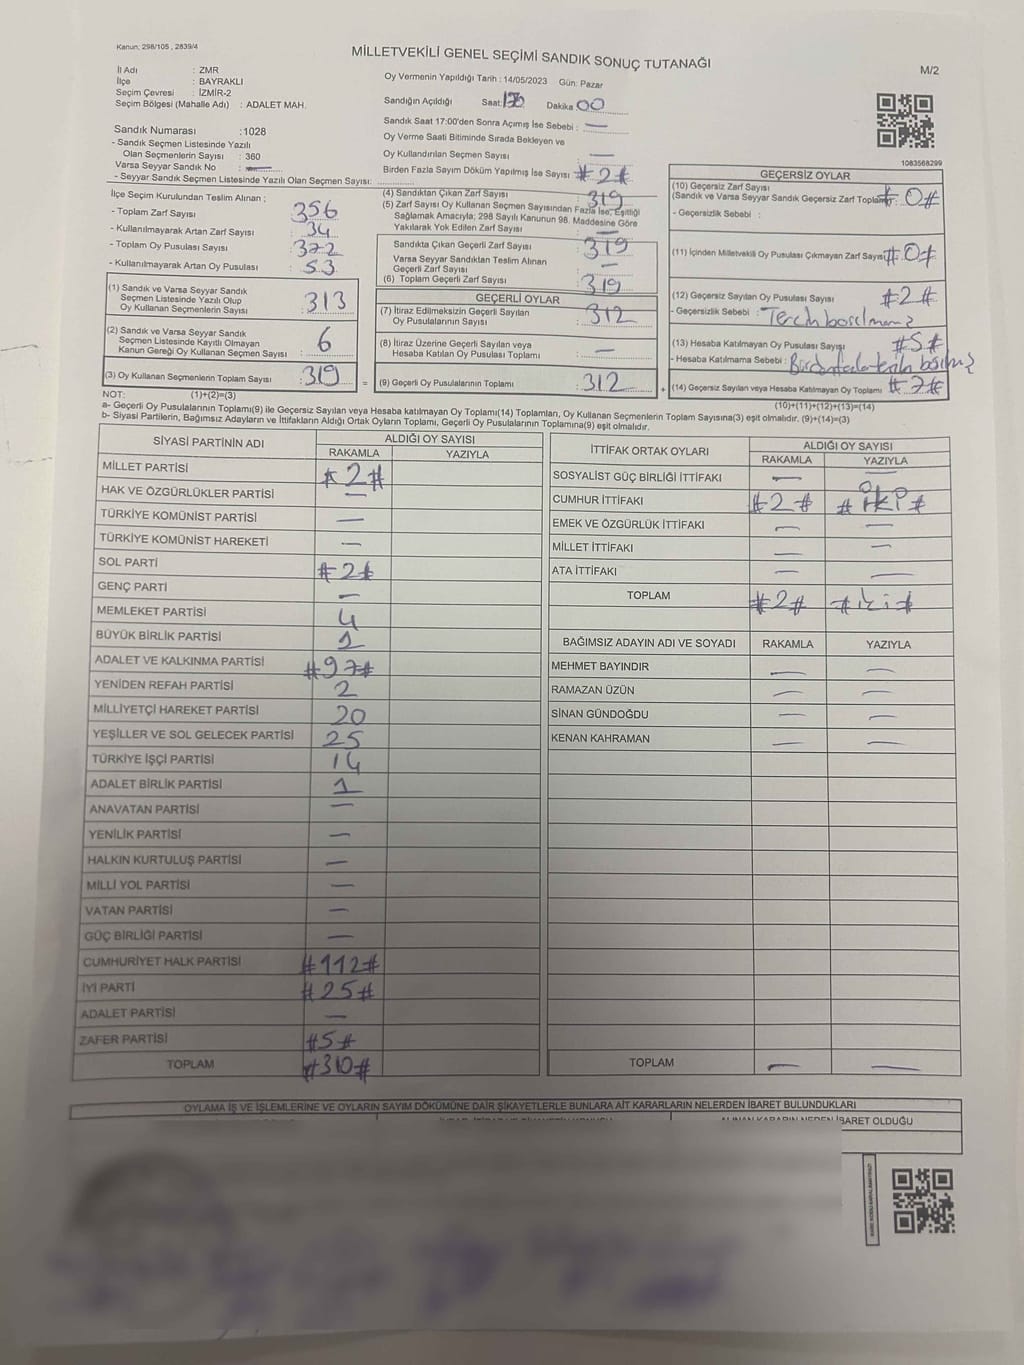 Kanun: 298/105 , 2839/4
MİLLETVEKİLİ GENEL SEÇİMİ SANDIK SONUÇ TUTANAĞI
M/2
İl Adı : ZMR
İlçe : BAYRAKLI
Seçim Çevresi : İZMİR-2
Seçim Bölgesi (Mahalle Adı) : ADALET MAH.
Oy Vermenin Yapıldığı Tarih : 14/05/2023 Gün: Pazar
Sandığın Açıldığı Saat: Dakika 00
Sandık Saat 17:00'den Sonra Açılmış İse Sebebi : —
Oy Verme Saati Bitiminde Sırada Bekleyen ve
Oy Kullandırılan Seçmen Sayısı : —
Birden Fazla Sayım Döküm Yapılmış İse Sayısı #2#
Sandık Numarası : 1028
- Sandık Seçmen Listesinde Yazılı
Olan Seçmenlerin Sayısı : 360
Varsa Seyyar Sandık No : —
- Seyyar Sandık Seçmen Listesinde Yazılı Olan Seçmen Sayısı:
1083568299
İlçe Seçim Kurulundan Teslim Alınan ;
- Toplam Zarf Sayısı : 356
- Kullanılmayarak Artan Zarf Sayısı : 34
- Toplam Oy Pusulası Sayısı : 372
- Kullanılmayarak Artan Oy Pusulası : 53
(1) Sandık ve Varsa Seyyar Sandık
Seçmen Listesinde Yazılı Olup
Oy Kullanan Seçmenlerin Sayısı : 313
(2) Sandık ve Varsa Seyyar Sandık
Seçmen Listesinde Kayıtlı Olmayan
Kanun Gereği Oy Kullanan Seçmen Sayısı : 6
(3) Oy Kullanan Seçmenlerin Toplam Sayısı : 319
(4) Sandıktan Çıkan Zarf Sayısı : 319
(5) Zarf Sayısı Oy Kullanan Seçmen Sayısından Fazla İse, Eşitliği
Sağlamak Amacıyla; 298 Sayılı Kanunun 98. Maddesine Göre
Yakılarak Yok Edilen Zarf Sayısı : —
Sandıkta Çıkan Geçerli Zarf Sayısı : 319
Varsa Seyyar Sandıktan Teslim Alınan
Geçerli Zarf Sayısı : —
(6) Toplam Geçerli Zarf Sayısı : 319
GEÇERLİ OYLAR
(7) İtiraz Edilmeksizin Geçerli Sayılan
Oy Pusulalarının Sayısı : 312
(8) İtiraz Üzerine Geçerli Sayılan veya
Hesaba Katılan Oy Pusulası Toplamı : —
= (9) Geçerli Oy Pusulalarının Toplamı : 312
GEÇERSİZ OYLAR
(10) Geçersiz Zarf Sayısı
(Sandık ve Varsa Seyyar Sandık Geçersiz Zarf Toplamı) : #0#
- Geçersizlik Sebebi :
(11) İçinden Milletvekili Oy Pusulası Çıkmayan Zarf Sayısı: #0#
(12) Geçersiz Sayılan Oy Pusulası Sayısı : #2#
- Geçersizlik Sebebi :
(13) Hesaba Katılmayan Oy Pusulası Sayısı : #5#
- Hesaba Katılmama Sebebi :
+ (14) Geçersiz Sayılan veya Hesaba Katılmayan Oy Toplamı : #7#
NOT: (1)+(2)=(3)
(10)+(11)+(12)+(13)=(14)
a- Geçerli Oy Pusulalarının Toplamı(9) ile Geçersiz Sayılan veya Hesaba katılmayan Oy Toplamı(14) Toplamları, Oy Kullanan Seçmenlerin Toplam Sayısına(3) eşit olmalıdır. (9)+(14)=(3)
b- Siyasi Partilerin, Bağımsız Adayların ve İttifakların Aldığı Ortak Oyların Toplamı, Geçerli Oy Pusulalarının Toplamına(9) eşit olmalıdır.
SİYASİ PARTİNİN ADI ALDIĞI OY SAYISI
RAKAMLA YAZIYLA
MİLLET PARTİSİ #2#
HAK VE ÖZGÜRLÜKLER PARTİSİ —
TÜRKİYE KOMÜNİST PARTİSİ —
TÜRKİYE KOMÜNİST HAREKETİ —
SOL PARTİ #2#
GENÇ PARTİ —
MEMLEKET PARTİSİ 4
BÜYÜK BİRLİK PARTİSİ 1
ADALET VE KALKINMA PARTİSİ #97#
YENİDEN REFAH PARTİSİ 2
MİLLİYETÇİ HAREKET PARTİSİ 20
YEŞİLLER VE SOL GELECEK PARTİSİ 25
TÜRKİYE İŞÇİ PARTİSİ 14
ADALET BİRLİK PARTİSİ 1
ANAVATAN PARTİSİ —
YENİLİK PARTİSİ —
HALKIN KURTULUŞ PARTİSİ —
MİLLİ YOL PARTİSİ —
VATAN PARTİSİ —
GÜÇ BİRLİĞİ PARTİSİ —
CUMHURİYET HALK PARTİSİ #112#
İYİ PARTİ #25#
ADALET PARTİSİ —
ZAFER PARTİSİ #5#
TOPLAM #310#
İTTİFAK ORTAK OYLARI ALDIĞI OY SAYISI
RAKAMLA YAZIYLA
SOSYALİST GÜÇ BİRLİĞİ İTTİFAKI — —
CUMHUR İTTİFAKI #2# #İKİ#
EMEK VE ÖZGÜRLÜK İTTİFAKI — —
MİLLET İTTİFAKI — —
ATA İTTİFAKI — —
TOPLAM #2# #iki#
BAĞIMSIZ ADAYIN ADI VE SOYADI RAKAMLA YAZIYLA
MEHMET BAYINDIR — —
RAMAZAN ÜZÜN — —
SİNAN GÜNDOĞDU — —
KENAN KAHRAMAN — —
TOPLAM — —
OYLAMA İŞ VE İŞLEMLERİNE VE OYLARIN SAYIM DÖKÜMÜNE DAİR ŞİKAYETLERLE BUNLARA AİT KARARLARIN NELERDEN İBARET BULUNDUKLARI
ALINAN KARARIN NEDEN İBARET OLDUĞU